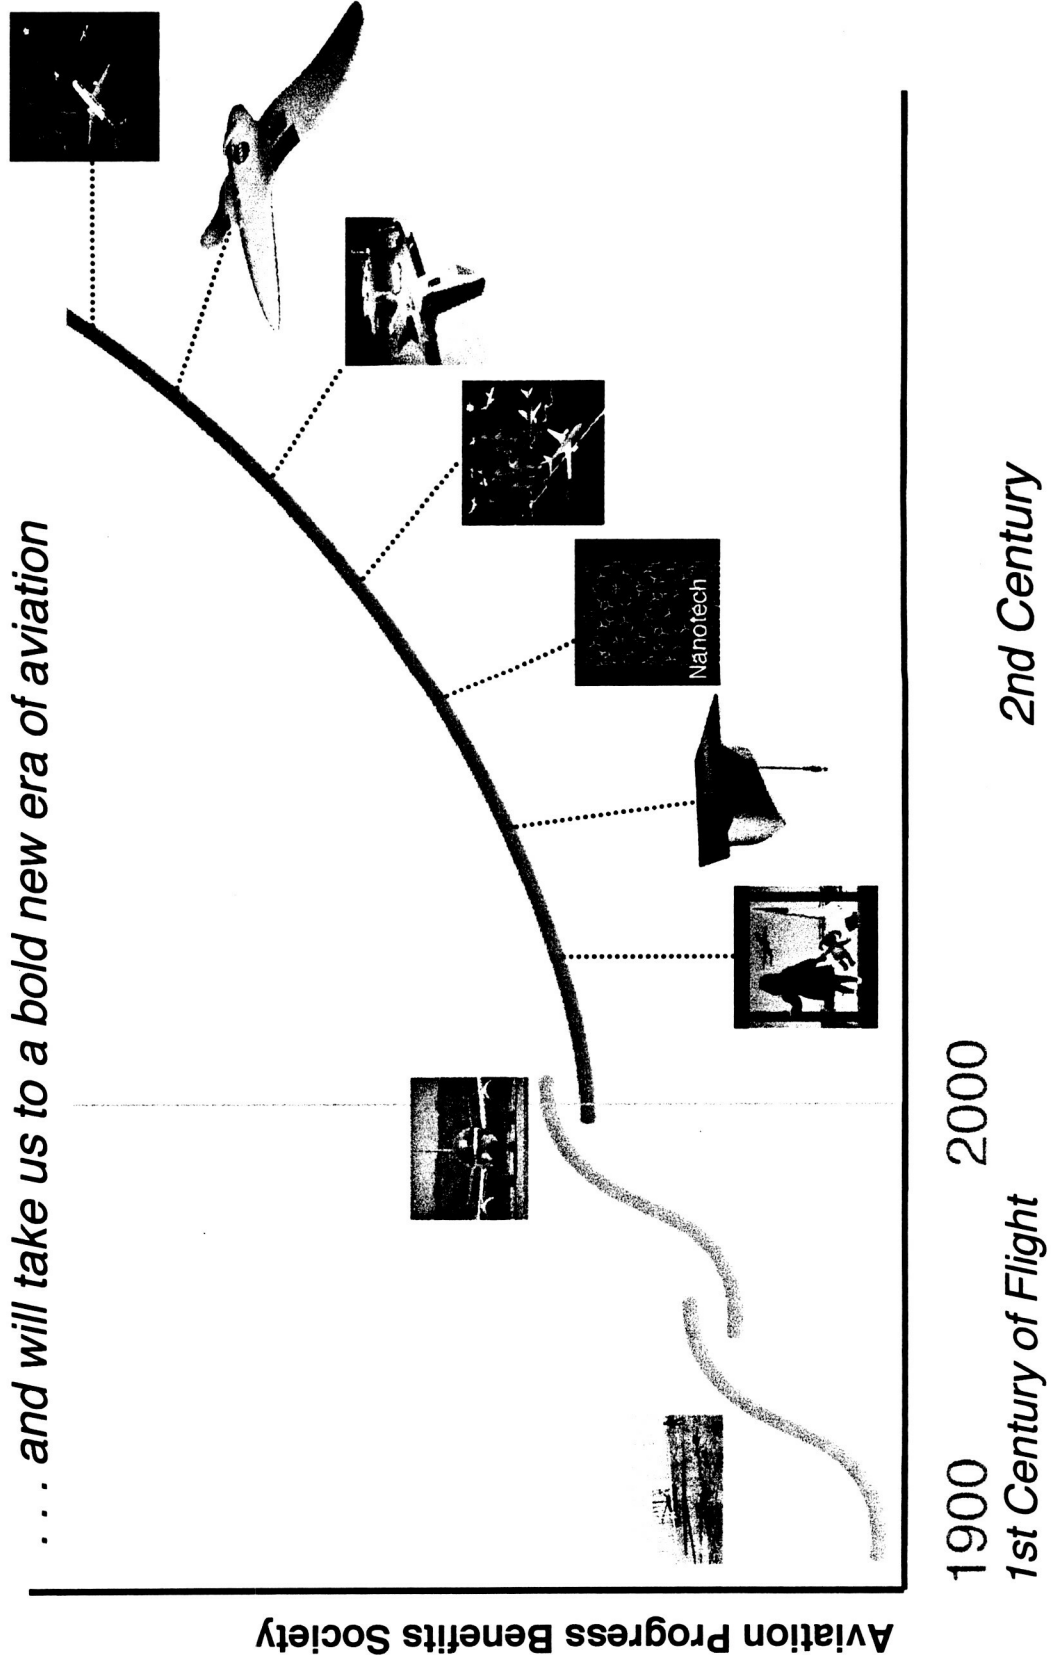 . . . and will take us to a bold new era of aviation
Aviation Progress Benefits Society
Nanotech
1900
2000
1st Century of Flight
2nd Century